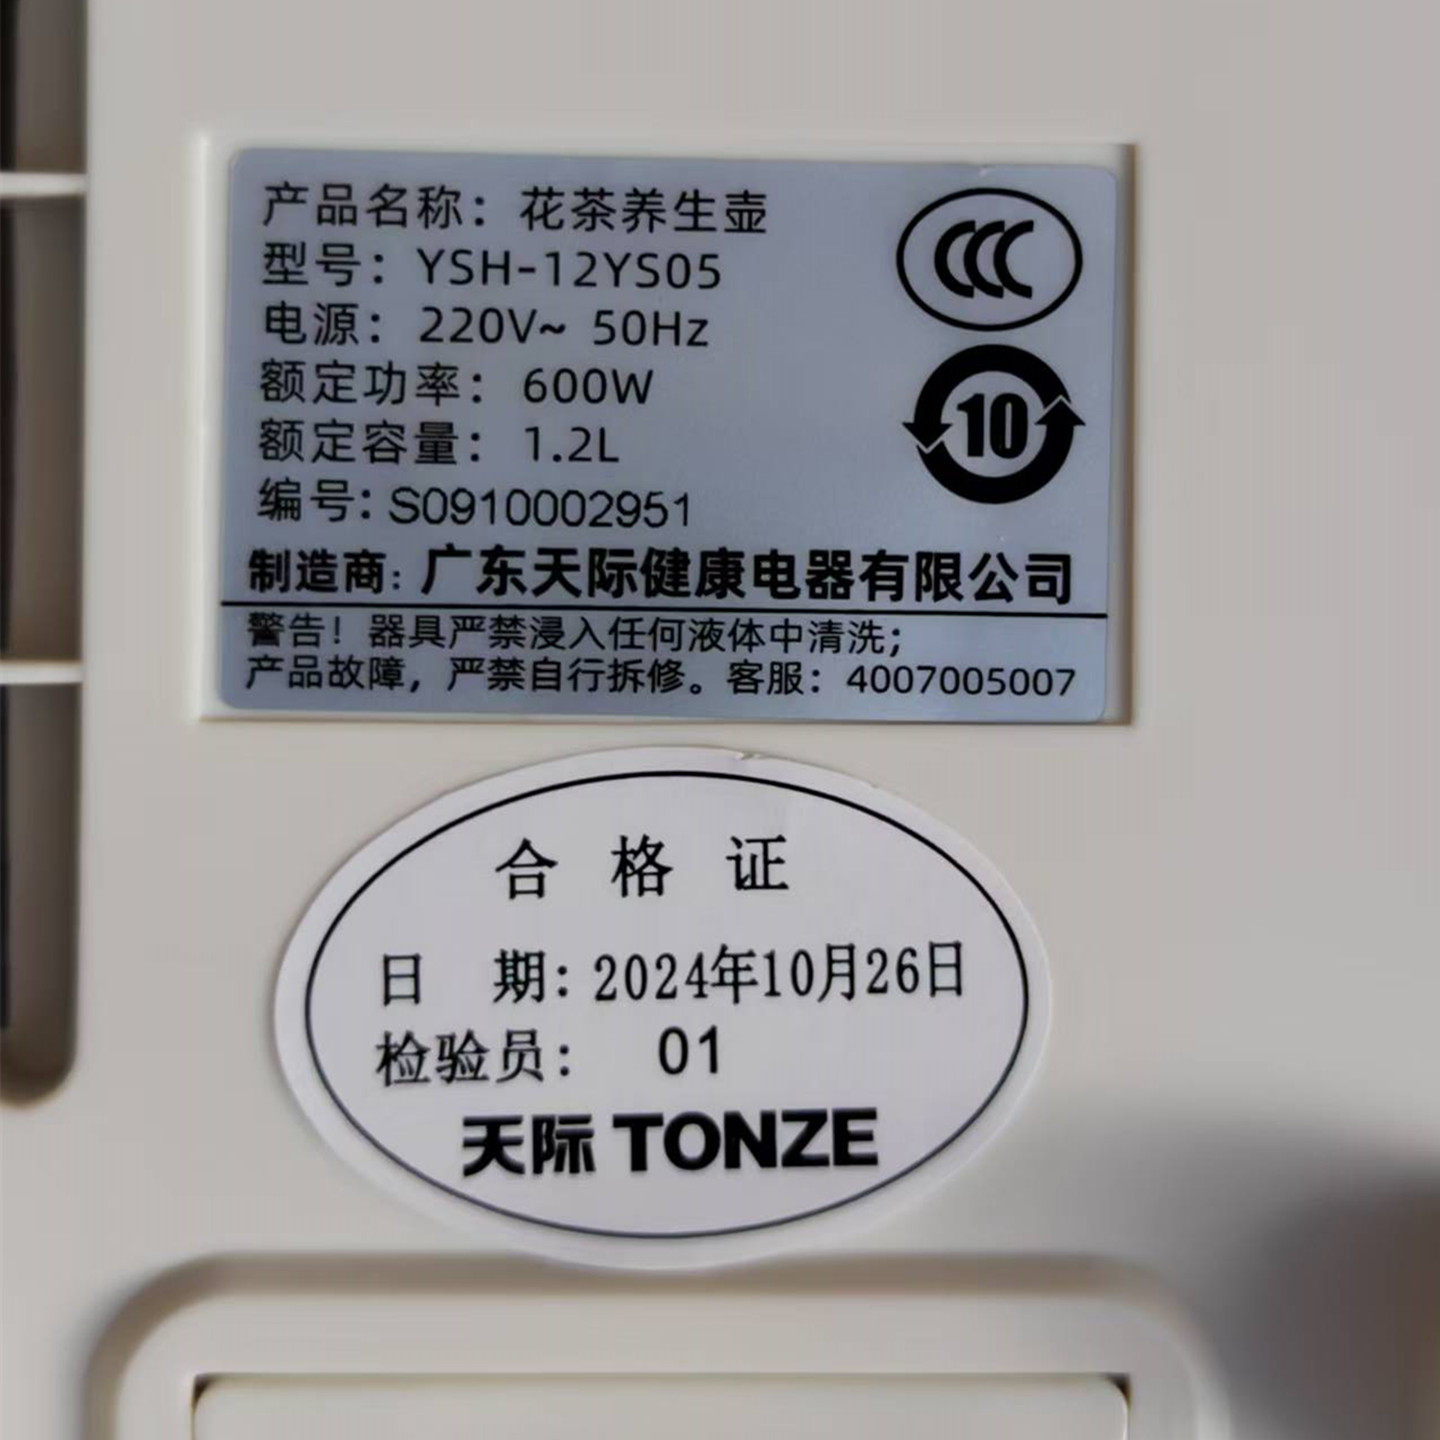 产品名称：花茶养生壶
型号：YSH-12YS05
电源：220V~ 50Hz
额定功率：600W
额定容量：1.2L
编号：S0910002951
制造商：广东天际健康电器有限公司
警告！器具严禁浸入任何液体中清洗；
产品故障，严禁自行拆修。客服：4007005007
CCC
10
合格证
日 期：2024年10月26日
检验员： 01
天际 TONZE